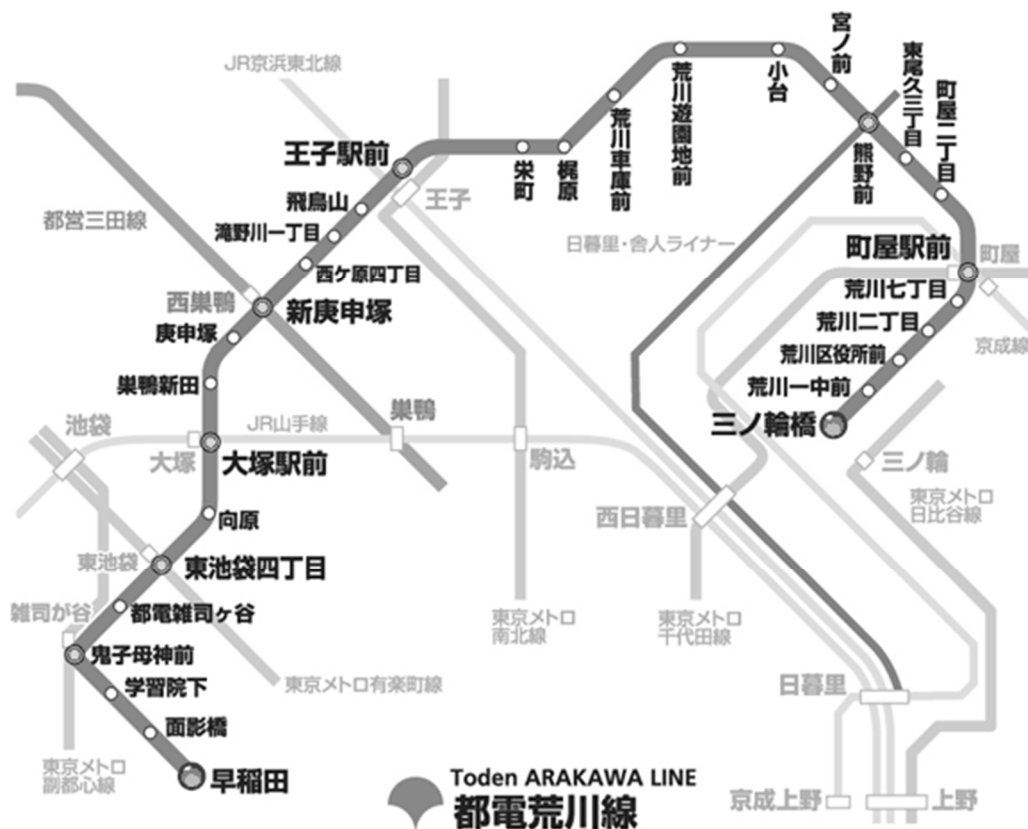 JR京浜東北線
王子駅前
栄町
梶原
荒川車庫前
荒川遊園地前
小台
宮ノ前
熊野前
東尾久三丁目
町屋二丁目
飛鳥山
滝野川一丁目
西ケ原四丁目
王子
都営三田線
西巣鴨
新庚申塚
庚申塚
巣鴨新田
日暮里・舎人ライナー
町屋駅前
町屋
荒川七丁目
荒川二丁目
荒川区役所前
荒川一中前
三ノ輪橋
京成線
池袋
JR山手線
巣鴨
大塚
大塚駅前
駒込
三ノ輪
東京メトロ
日比谷線
西日暮里
向原
東池袋
東池袋四丁目
雑司が谷
都電雑司ヶ谷
鬼子母神前
東京メトロ
南北線
東京メトロ
千代田線
学習院下
東京メトロ有楽町線
日暮里
面影橋
東京メトロ
副都心線
早稲田
Toden ARAKAWA LINE
都電荒川線
京成上野
上野